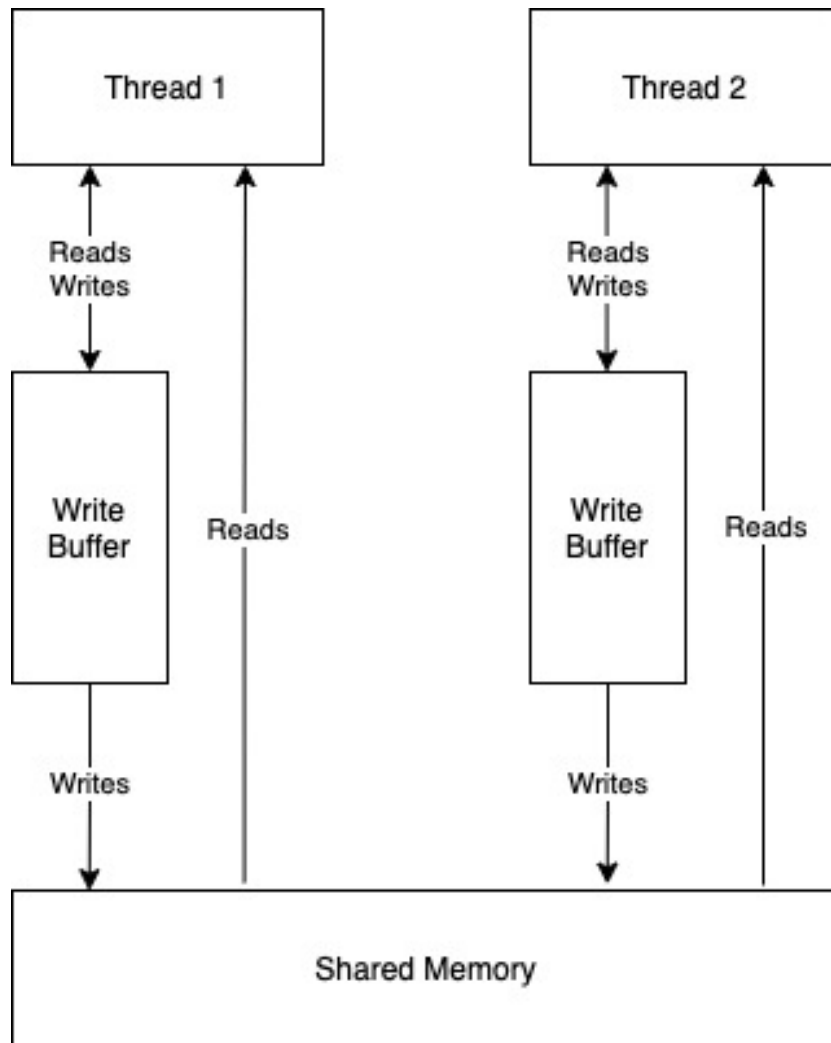 Thread 1
Thread 2
Reads
Writes
Reads
Writes
Write
Buffer
Reads
Write
Buffer
Reads
Writes
Writes
Shared Memory